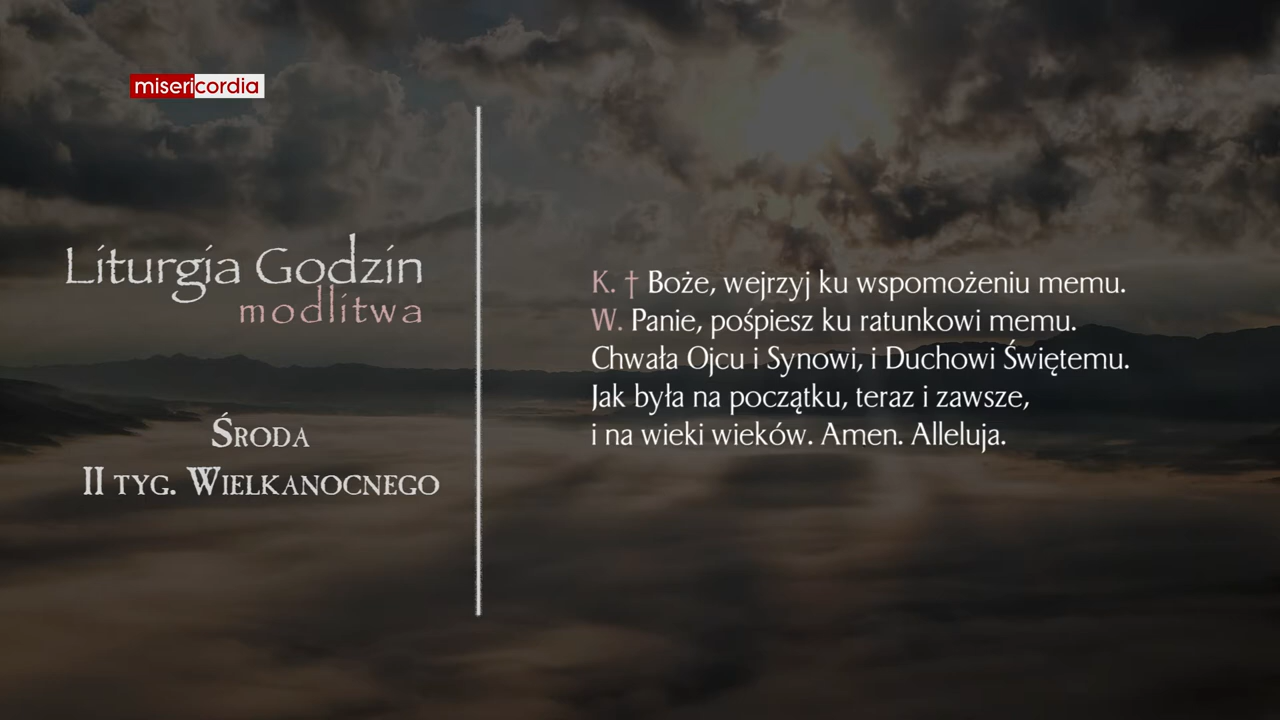 misericordia
Liturgia Godzin
modlitwa
Środa
II tyg. Wielkanocnego
K. † Boże, wejrzyj ku wspomożeniu memu.
W. Panie, pośpiesz ku ratunkowi memu.
Chwała Ojcu i Synowi, i Duchowi Świętemu.
Jak była na początku, teraz i zawsze,
i na wieki wieków. Amen. Alleluja.